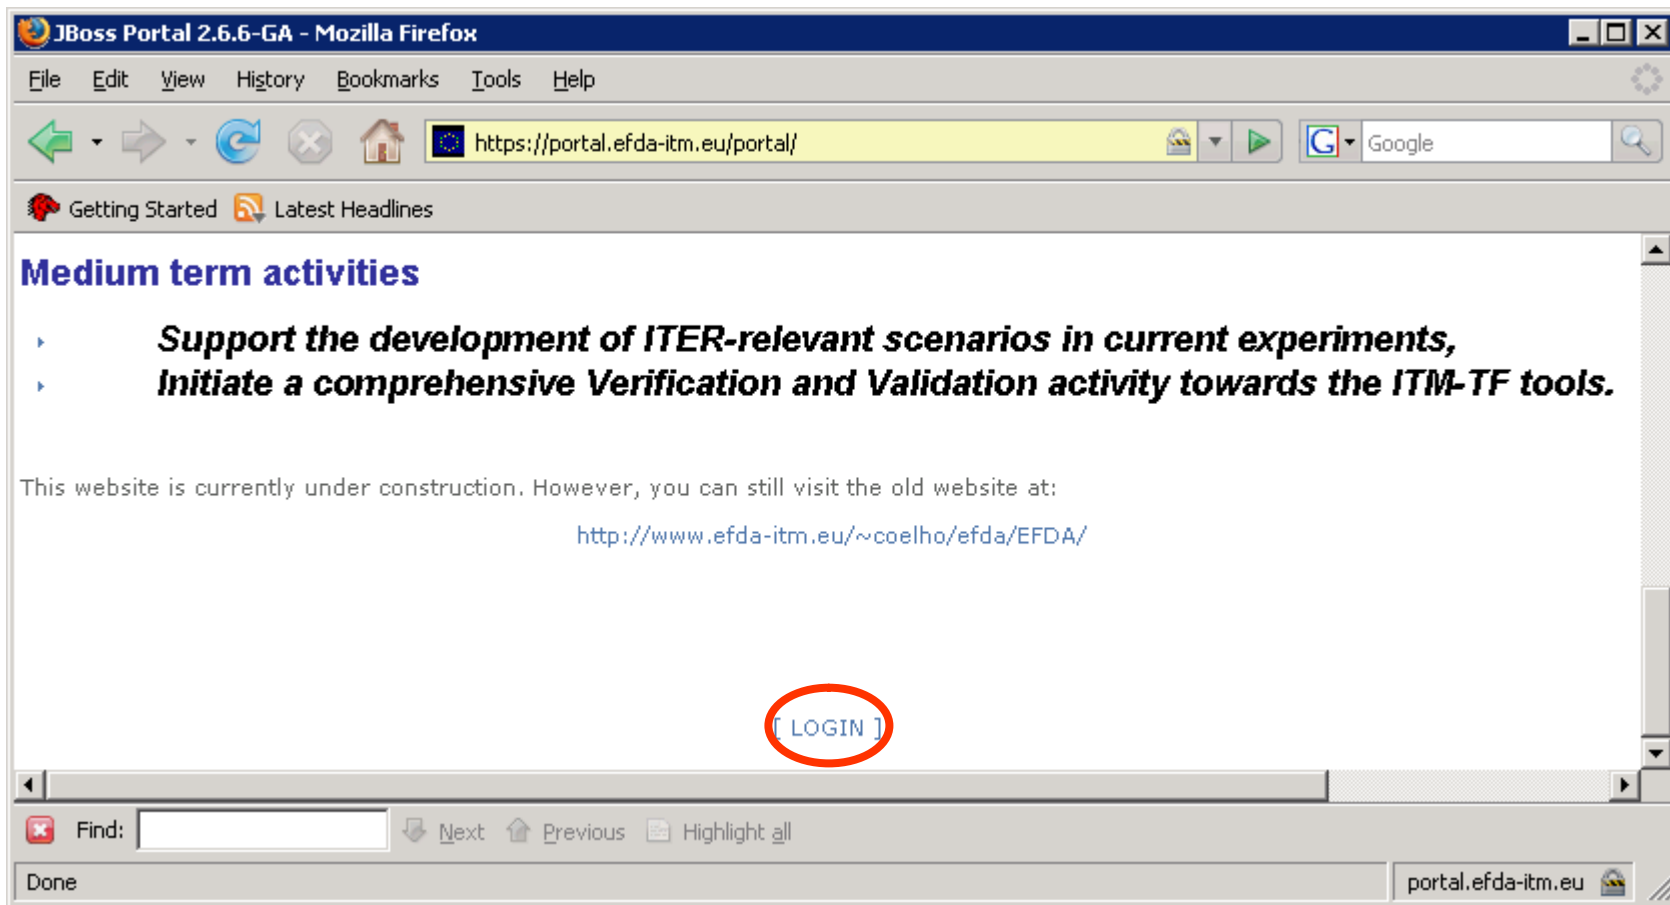 JBoss Portal 2.6.6-GA - Mozilla Firefox
File Edit View History Bookmarks Tools Help
https://portal.efda-itm.eu/portal/ G Google
Getting Started Latest Headlines
Medium term activities
Support the development of ITER-relevant scenarios in current experiments,
Initiate a comprehensive Verification and Validation activity towards the ITM-TF tools.
This website is currently under construction. However, you can still visit the old website at:
http://www.efda-itm.eu/~coelho/efda/EFDA/
[ LOGIN ]
Find: Next Previous Highlight all
Done portal.efda-itm.eu